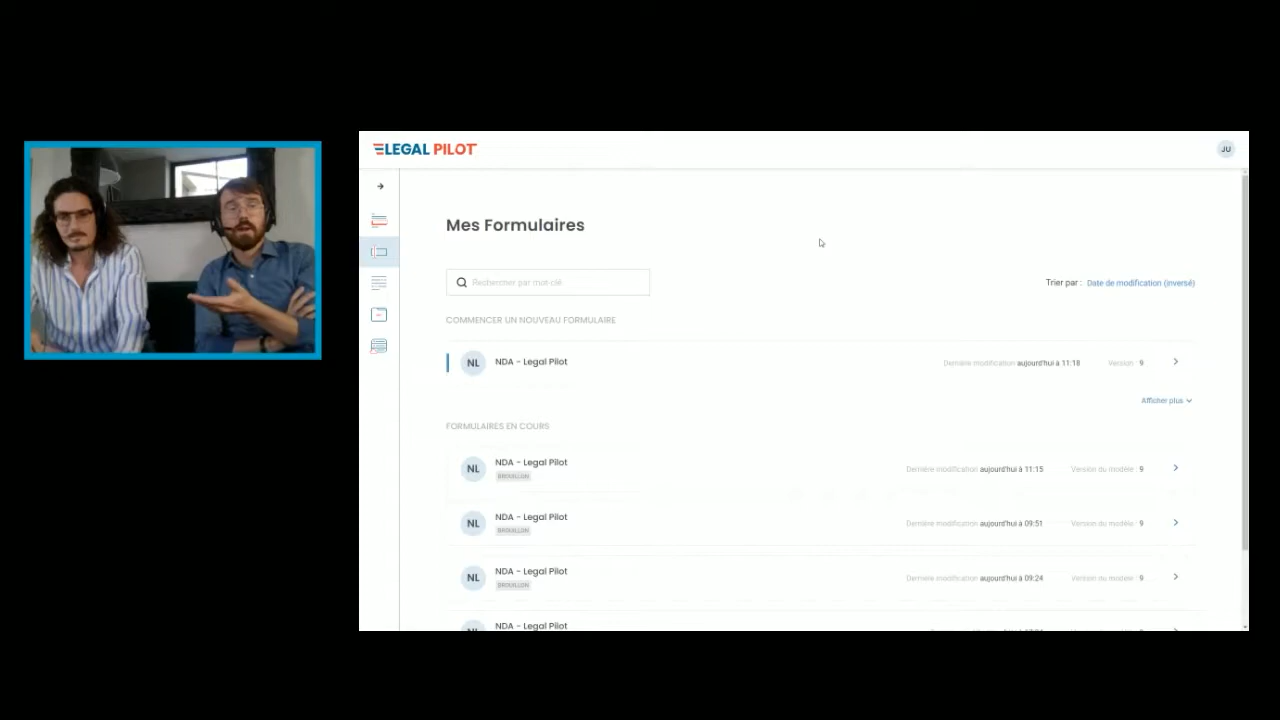 LEGAL PILOT
JU
Mes Formulaires
Rechercher par mot clé
Trier par : Date de modification (inversé)
COMMENCER UN NOUVEAU FORMULAIRE
NL NDA - Legal Pilot Dernière modification aujourd'hui à 11:18 Version : 9
Afficher plus
FORMULAIRES EN COURS
NL NDA - Legal Pilot Dernière modification aujourd'hui à 11:15 Version du modèle : 9
BROUILLON
NL NDA - Legal Pilot Dernière modification aujourd'hui à 09:51 Version du modèle : 9
BROUILLON
NL NDA - Legal Pilot Dernière modification aujourd'hui à 09:24 Version du modèle : 9
BROUILLON
NDA - Legal Pilot